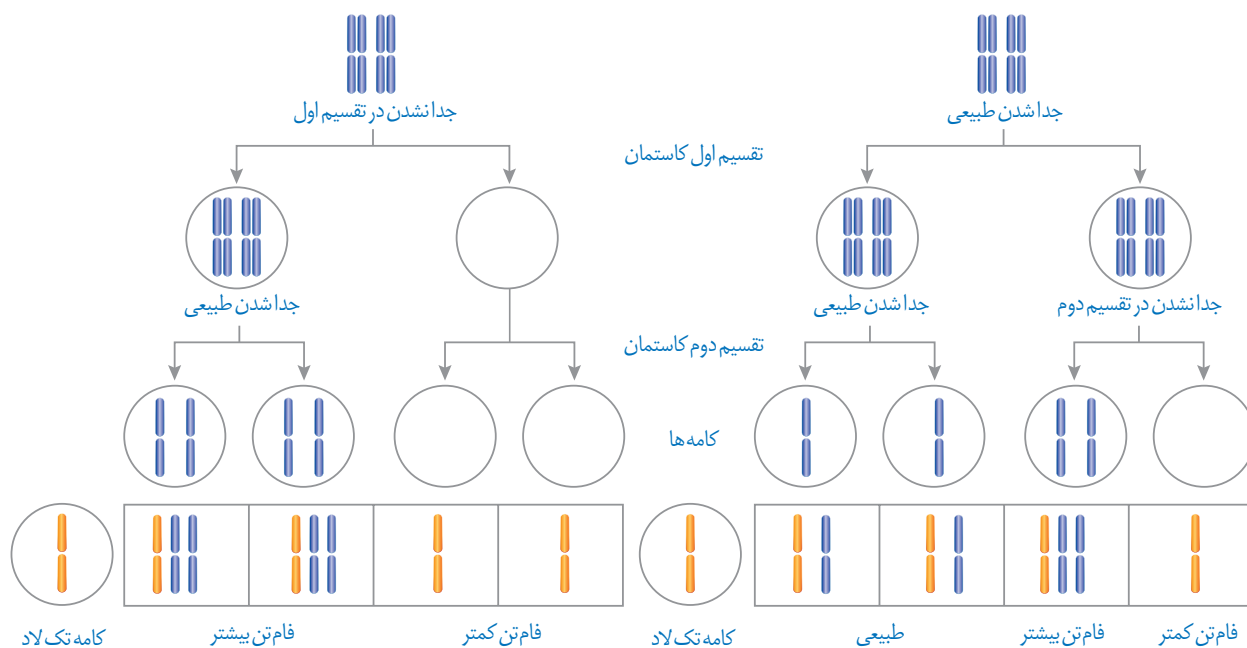 جدا شدن طبیعی
جدا نشدن در تقسیم اول
تقسیم اول کاستمان
جدا نشدن در تقسیم دوم
جدا شدن طبیعی
جدا شدن طبیعی
تقسیم دوم کاستمان
کامه‌ها
فام‌تن کمتر
فام‌تن بیشتر
طبیعی
کامه تک‌لاد
فام‌تن کمتر
فام‌تن بیشتر
کامه تک‌لاد